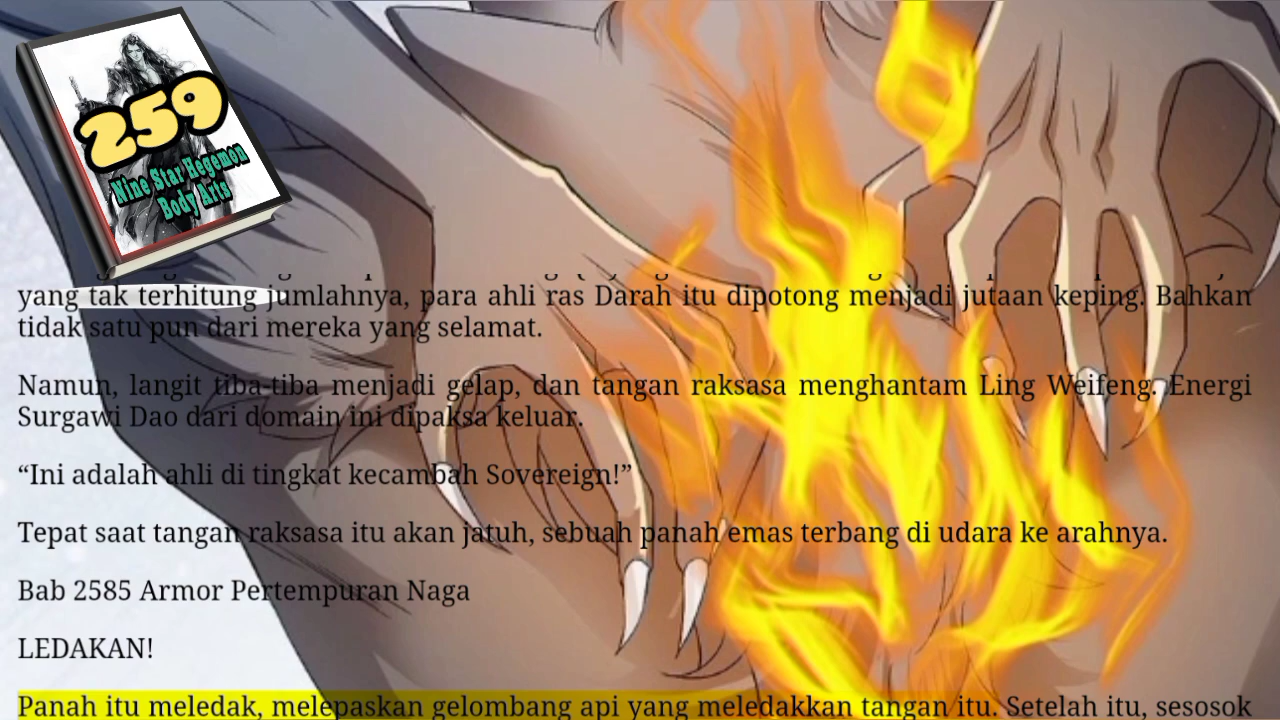 259
Nine Star Hegemon
Body Arts
yang tak terhitung jumlahnya, para ahli ras Darah itu dipotong menjadi jutaan keping. Bahkan
tidak satu pun dari mereka yang selamat.
Namun, langit tiba-tiba menjadi gelap, dan tangan raksasa menghantam Ling Weifeng. Energi
Surgawi Dao dari domain ini dipaksa keluar.
“Ini adalah ahli di tingkat kecambah Sovereign!”
Tepat saat tangan raksasa itu akan jatuh, sebuah panah emas terbang di udara ke arahnya.
Bab 2585 Armor Pertempuran Naga
LEDAKAN!
Panah itu meledak, melepaskan gelombang api yang meledakkan tangan itu. Setelah itu, sesosok